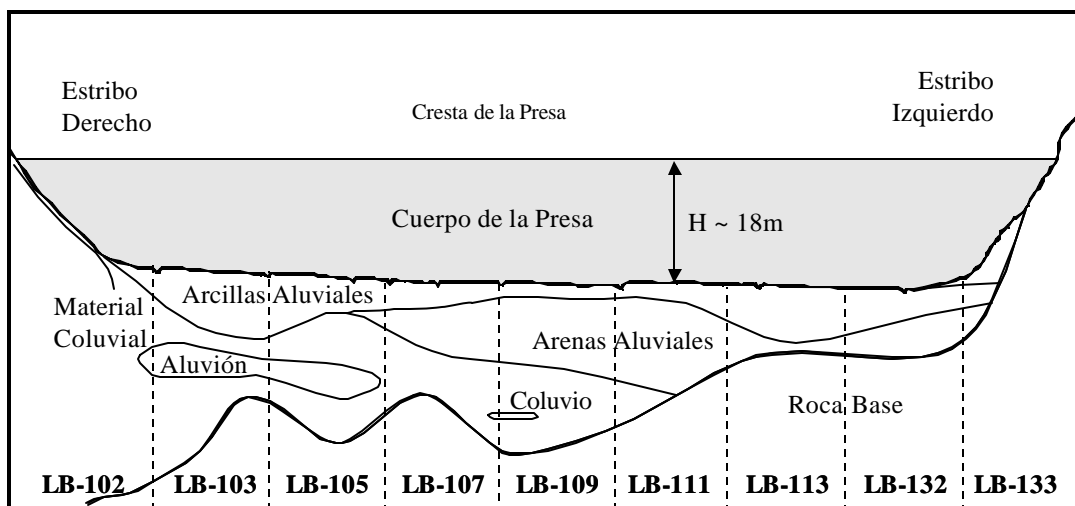 Estribo
Derecho
Cresta de la Presa
Estribo
Izquierdo
Cuerpo de la Presa
H ~ 18m
Material
Coluvial
Arcillas Aluviales
Arenas Aluviales
Aluvión
Coluvio
Roca Base
LB-102 LB-103 LB-105 LB-107 LB-109 LB-111 LB-113 LB-132 LB-133